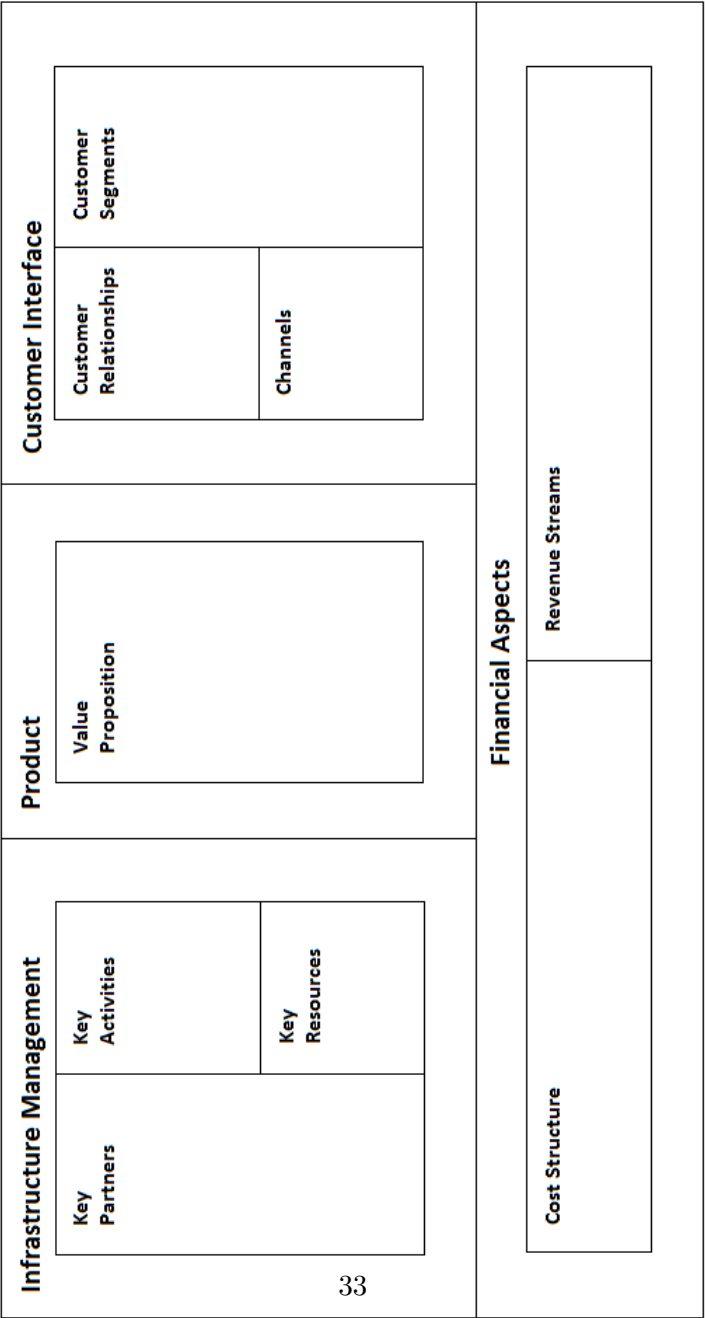 Infrastructure Management
Key
Partners
Key
Activities
Key
Resources
Product
Value
Proposition
Customer Interface
Customer
Relationships
Channels
Customer
Segments
Financial Aspects
Cost Structure
Revenue Streams
33